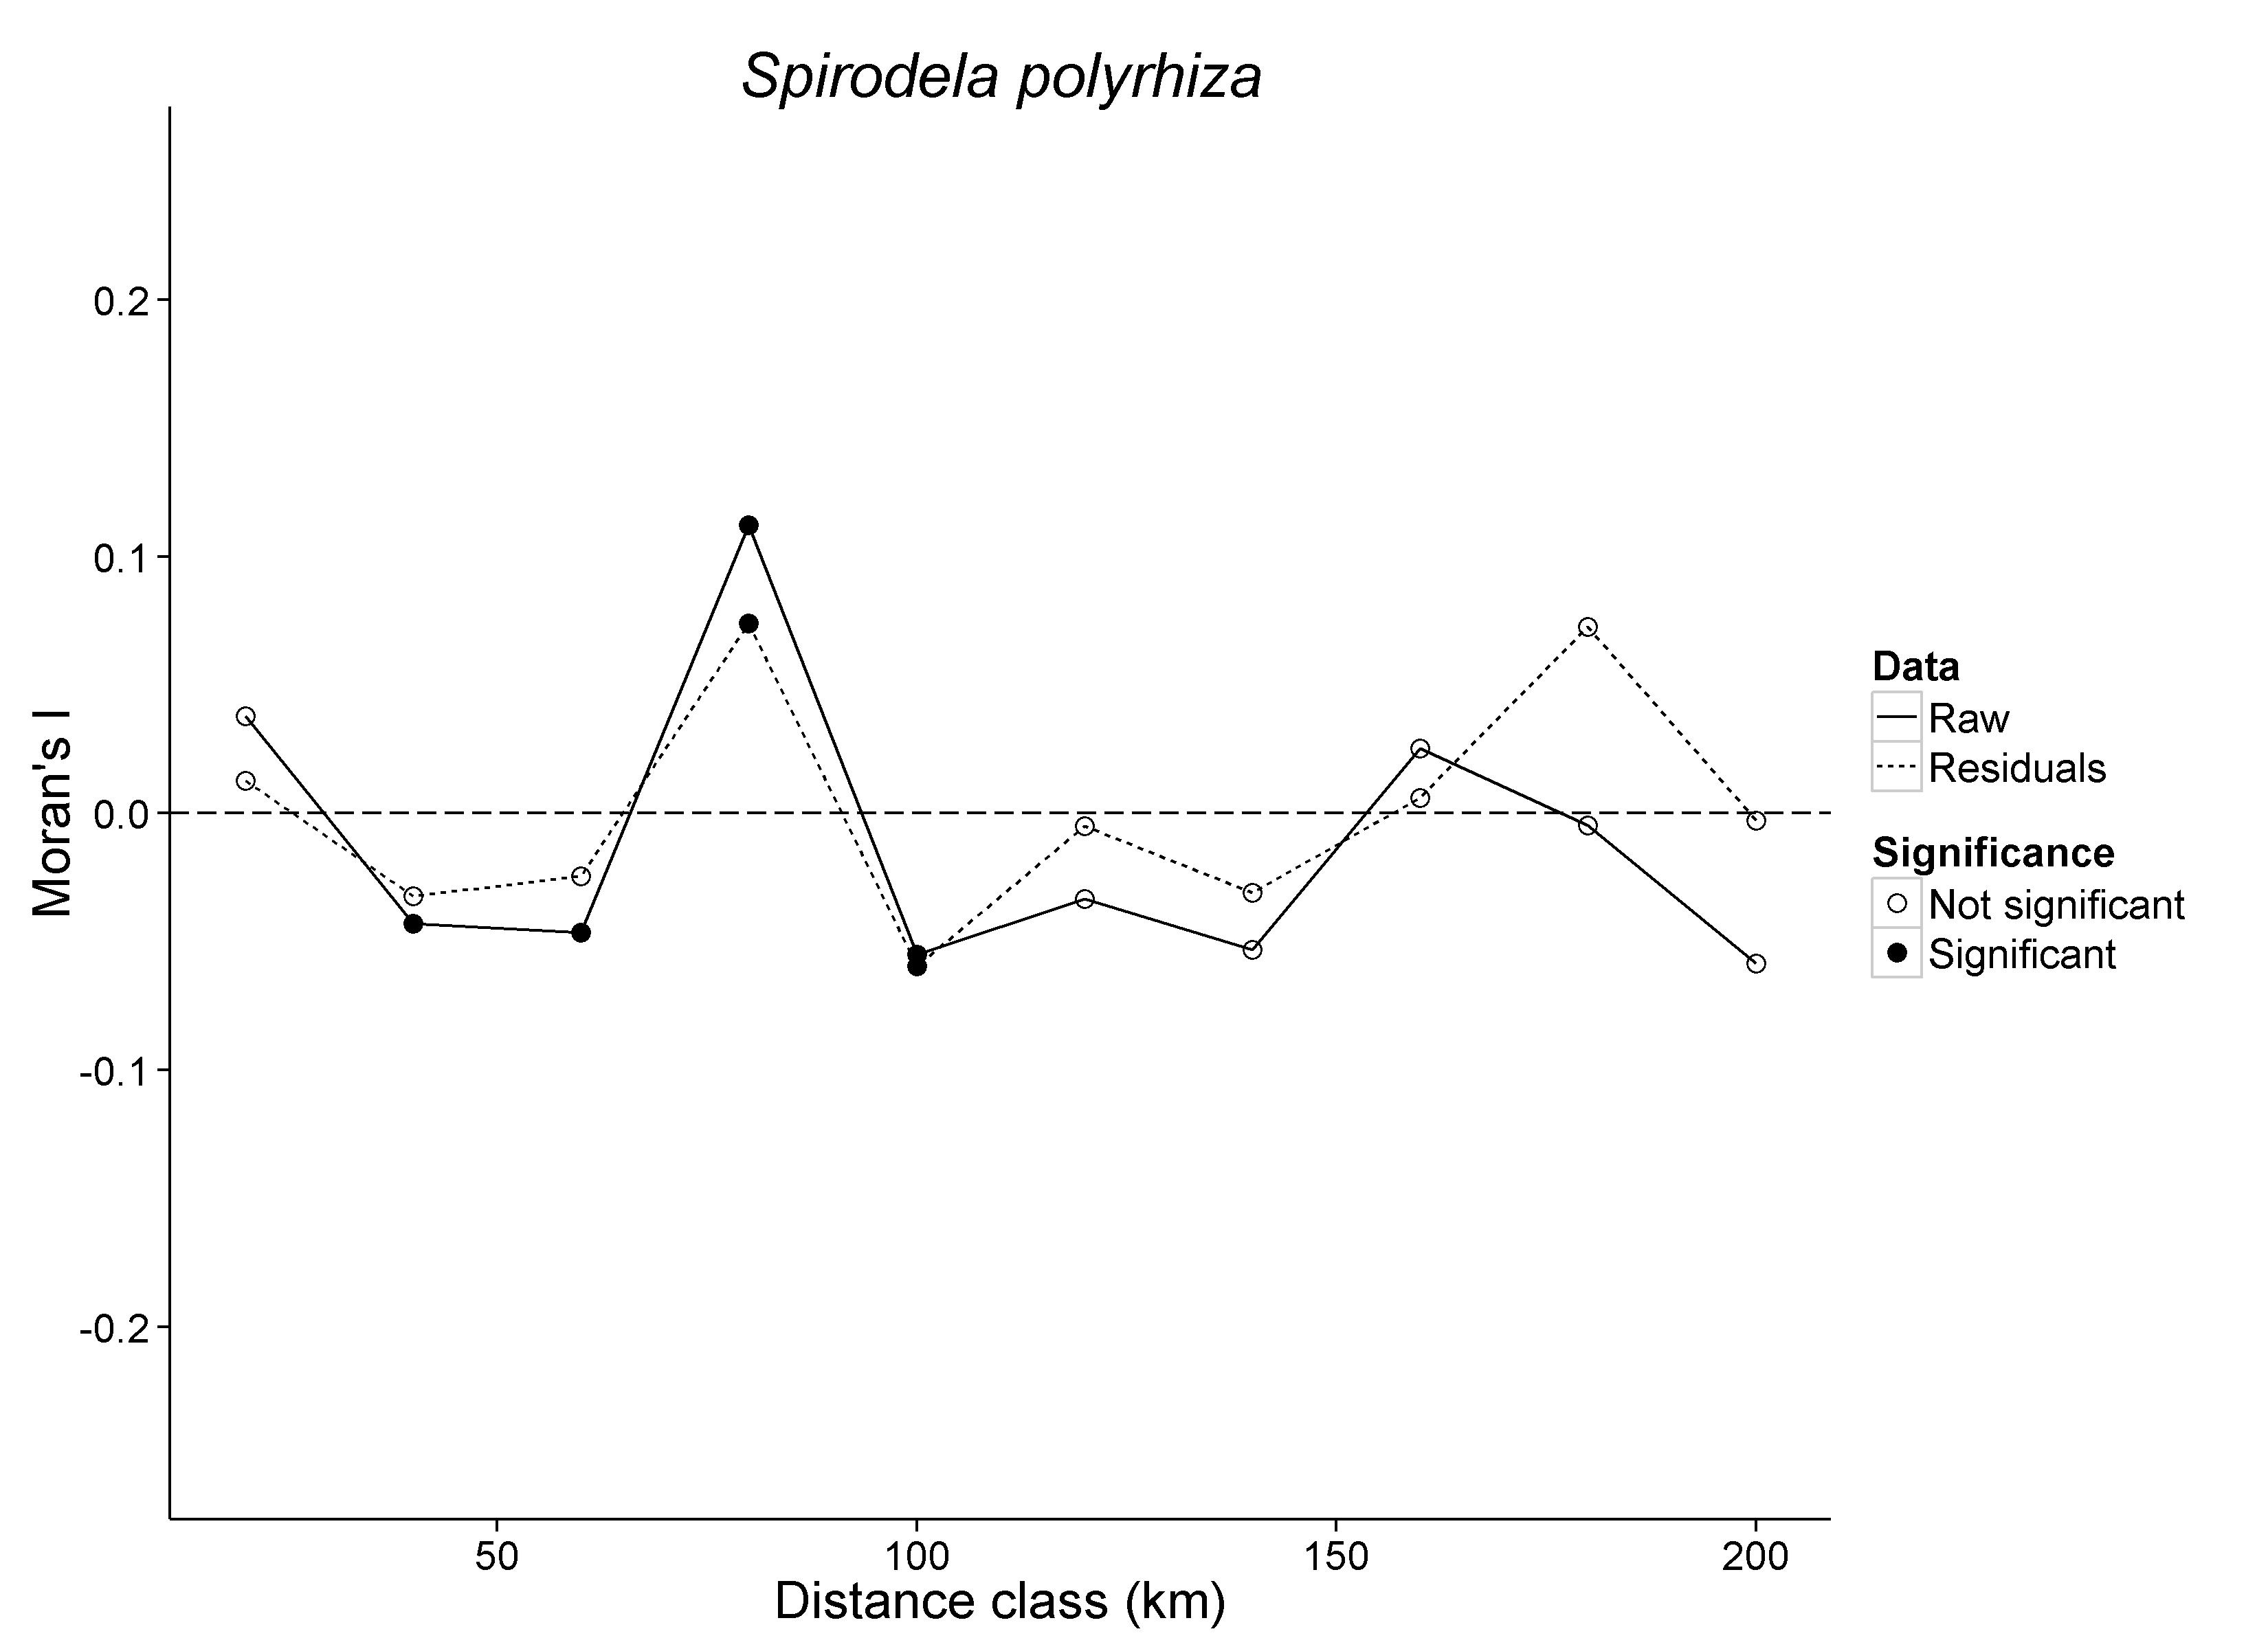 Spirodela polyrhiza
Moran's I
0.2
0.1
0.0
-0.1
-0.2
50 100 150 200
Distance class (km)
Data
Raw
Residuals
Significance
Not significant
Significant